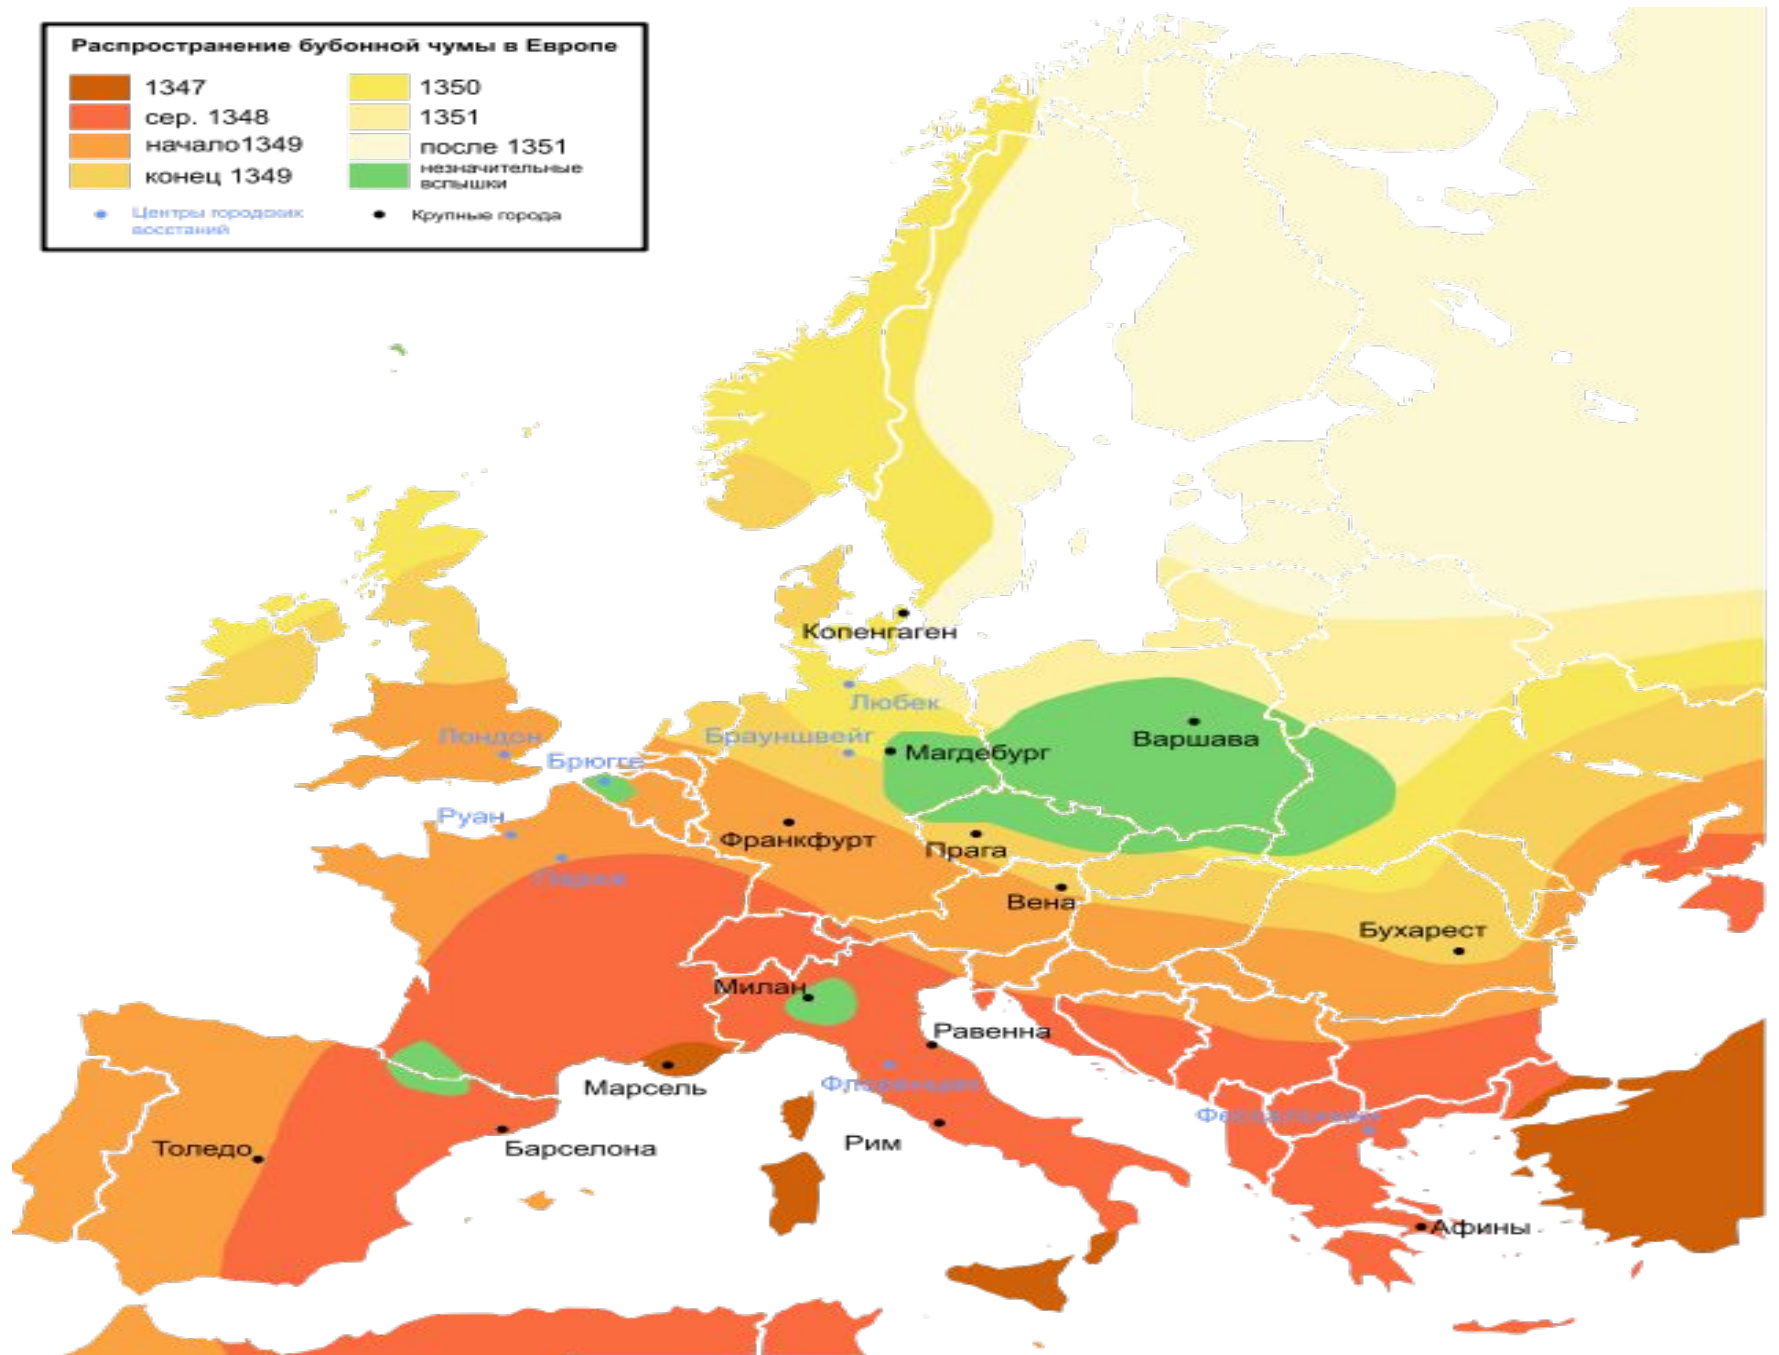 Распространение бубонной чумы в Европе
1347
сер. 1348
начало1349
конец 1349
1350
1351
после 1351
незначительные
вспышки
Центры городских
восстаний
Крупные города
Копенгаген
Любек
Брауншвейг
Магдебург
Варшава
Лондон
Брюгге
Руан
Париж
Франкфурт
Прага
Вена
Бухарест
Милан
Равенна
Марсель
Флоренция
Рим
Барселона
Толедо
Афины